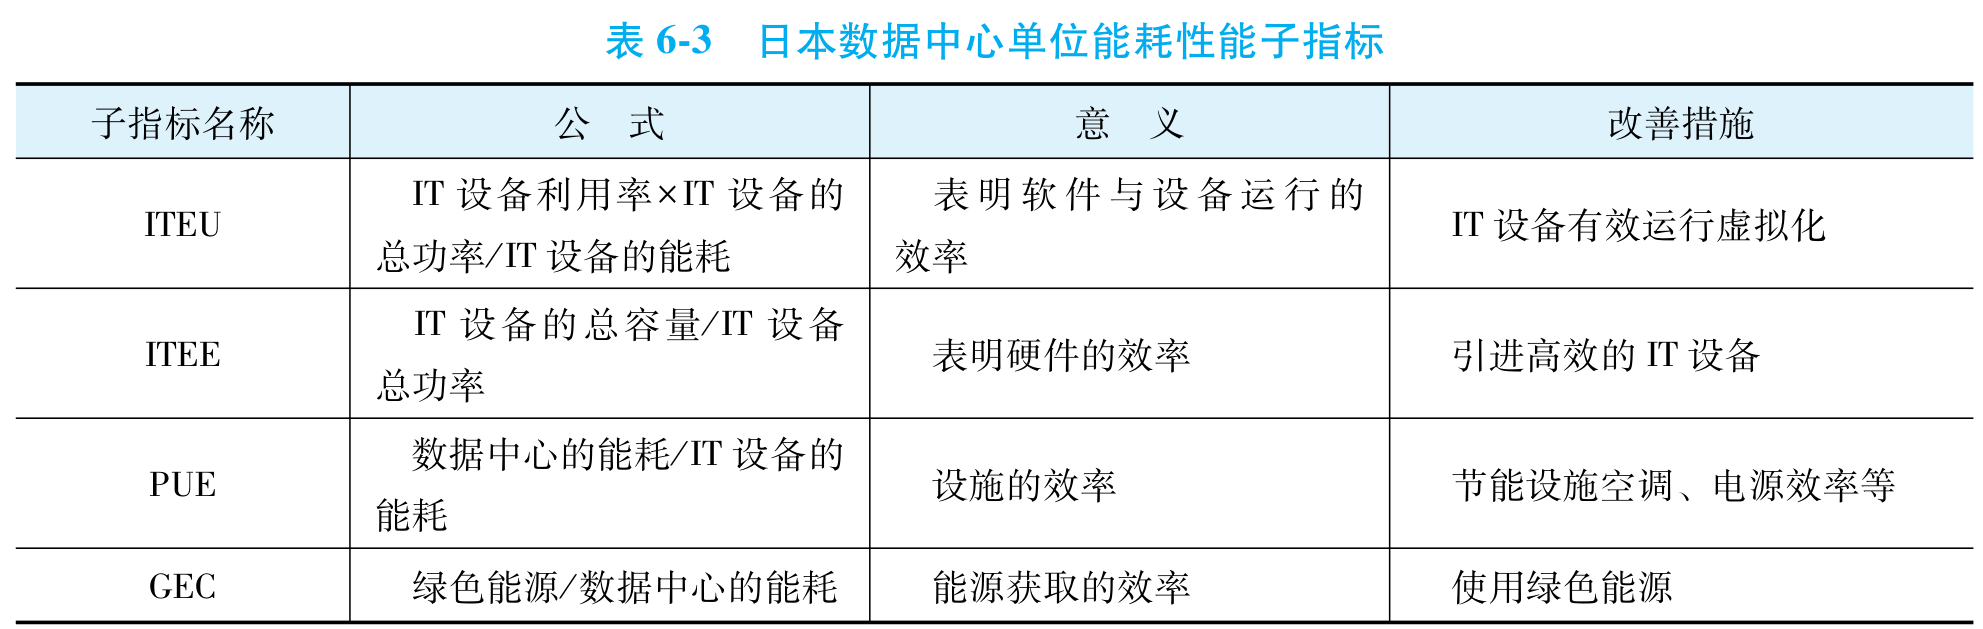 表 6-3 日本数据中心单位能耗性能子指标
子指标名称 公 式 意 义 改善措施
ITEU
IT 设备利用率×IT 设备的
总功率/IT 设备的能耗
表明软件与设备运行的
效率
IT 设备有效运行虚拟化
ITEE
IT 设备的总容量/IT 设备
总功率
表明硬件的效率
引进高效的 IT 设备
PUE
数据中心的能耗/IT 设备的
能耗
设施的效率
节能设施空调、电源效率等
GEC
绿色能源/数据中心的能耗
能源获取的效率
使用绿色能源